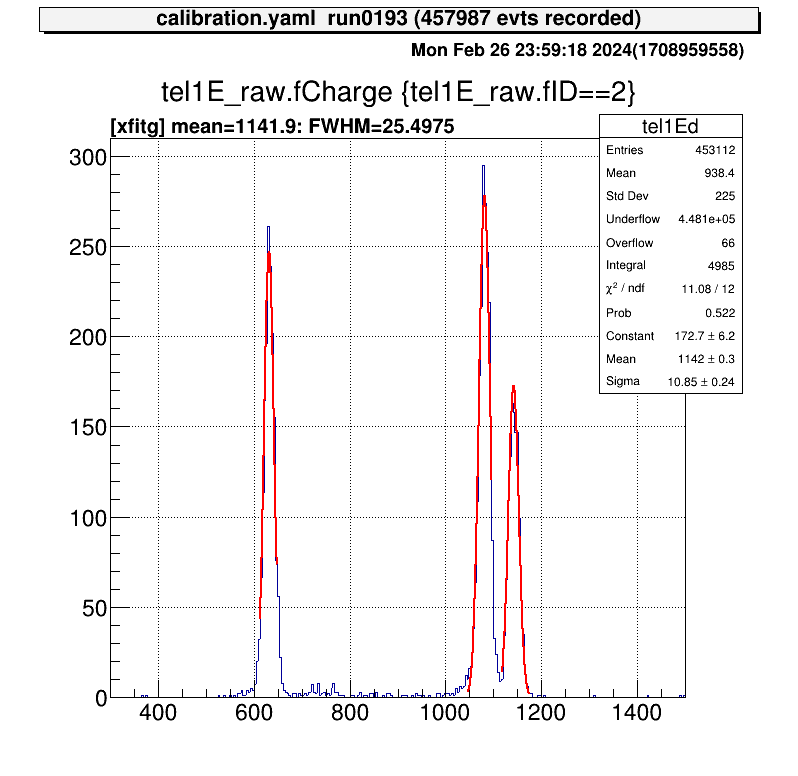 calibration.yaml run0193 (457987 evts recorded)
Mon Feb 26 23:59:18 2024(1708959558)
tel1E_raw.fCharge {tel1E_raw.fID==2}
[xfitg] mean=1141.9: FWHM=25.4975
tel1Ed
Entries 453112
Mean 938.4
Std Dev 225
Underflow 4.481e+05
Overflow 66
Integral 4985
χ² / ndf 11.08 / 12
Prob 0.522
Constant 172.7 ± 6.2
Mean 1142 ± 0.3
Sigma 10.85 ± 0.24
300
250
200
150
100
50
0
400 600 800 1000 1200 1400